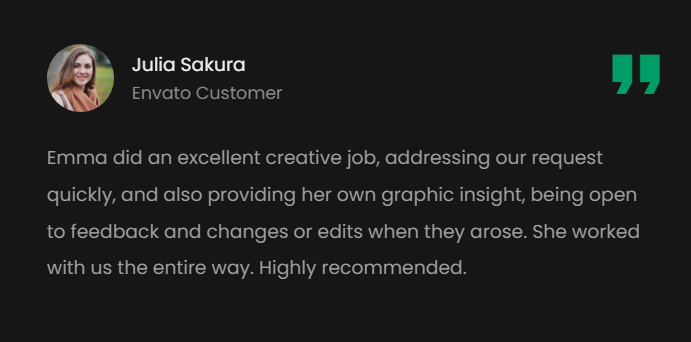 Julia Sakura
Envato Customer
Emma did an excellent creative job, addressing our request
quickly, and also providing her own graphic insight, being open
to feedback and changes or edits when they arose. She worked
with us the entire way. Highly recommended.